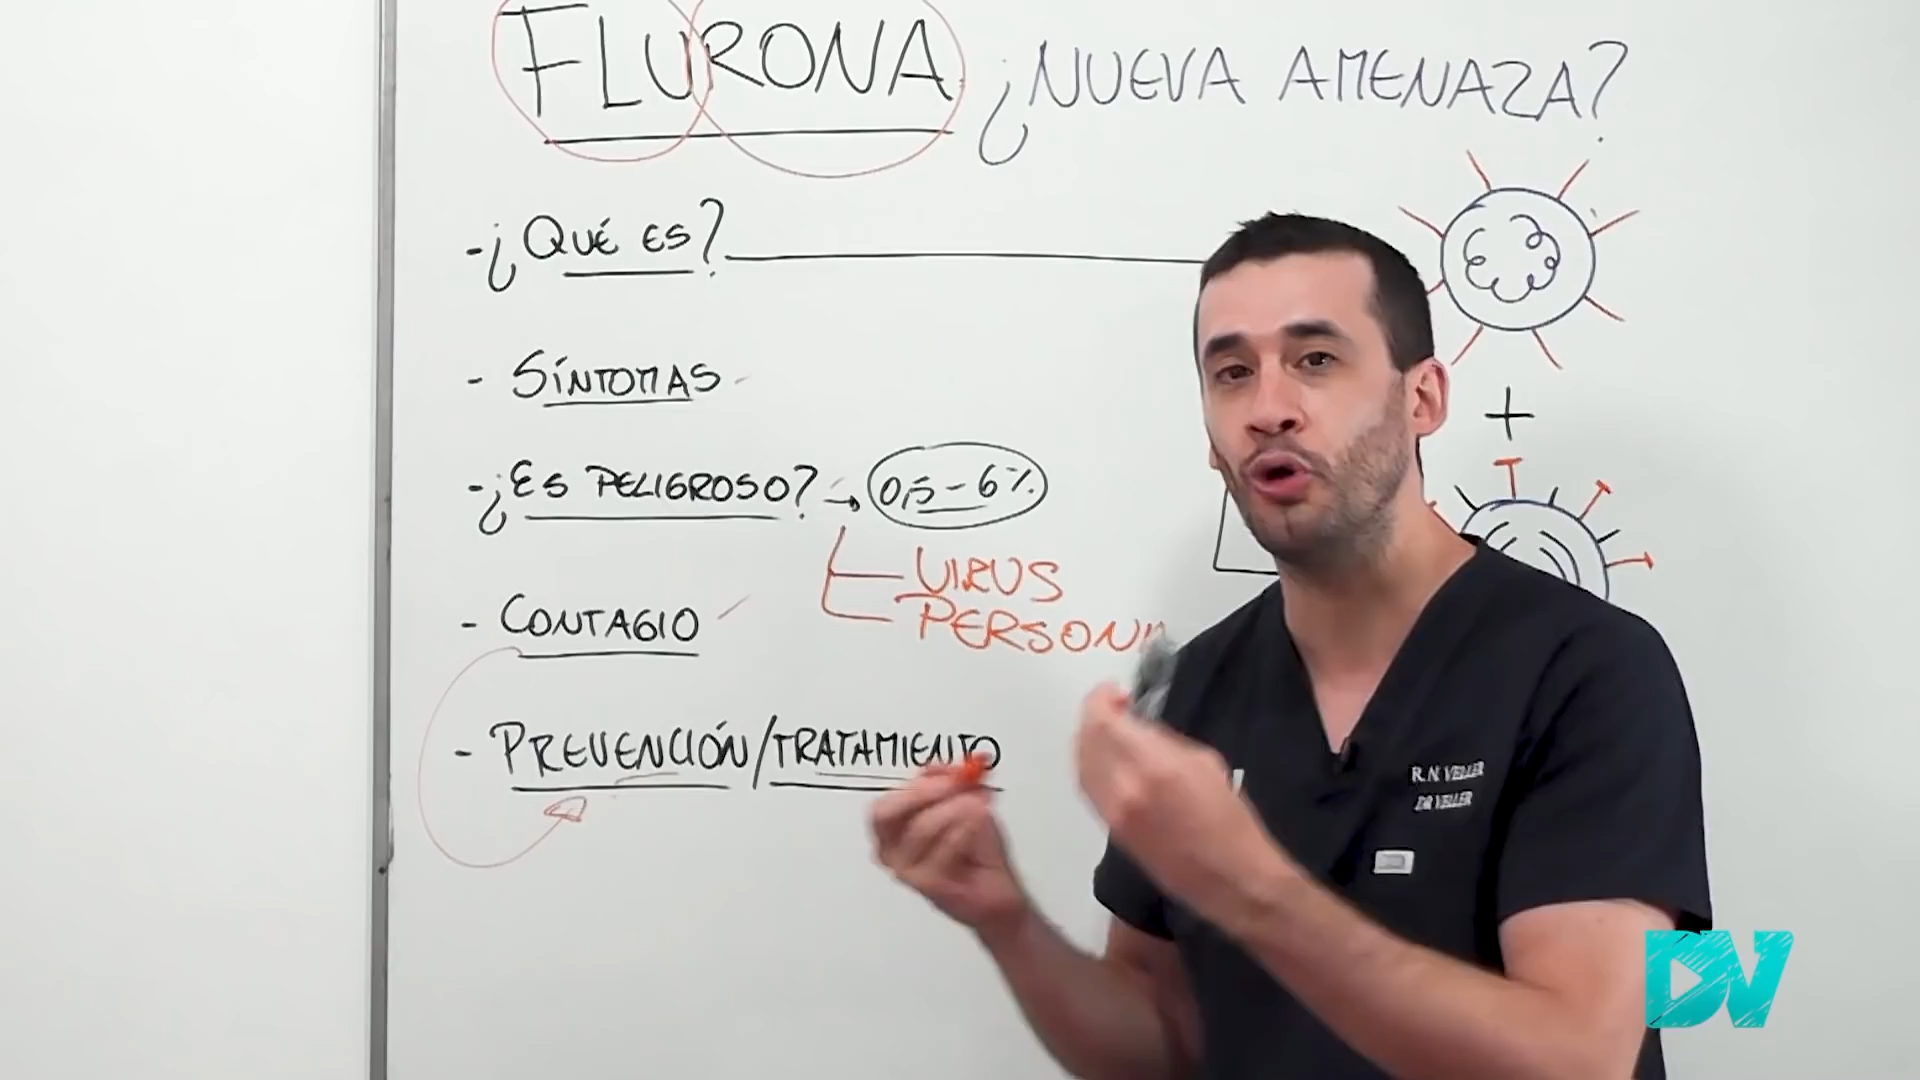 FLURONA ¿NUEVA AMENAZA?
- ¿QUÉ ES?
- SÍNTOMAS
- ¿ES PELIGROSO? → 0,5 - 6%
VIRUS
PERSONA
- CONTAGIO
- PREVENCIÓN/TRATAMIENTO
R.N. VELLER
DR VELLER
DV